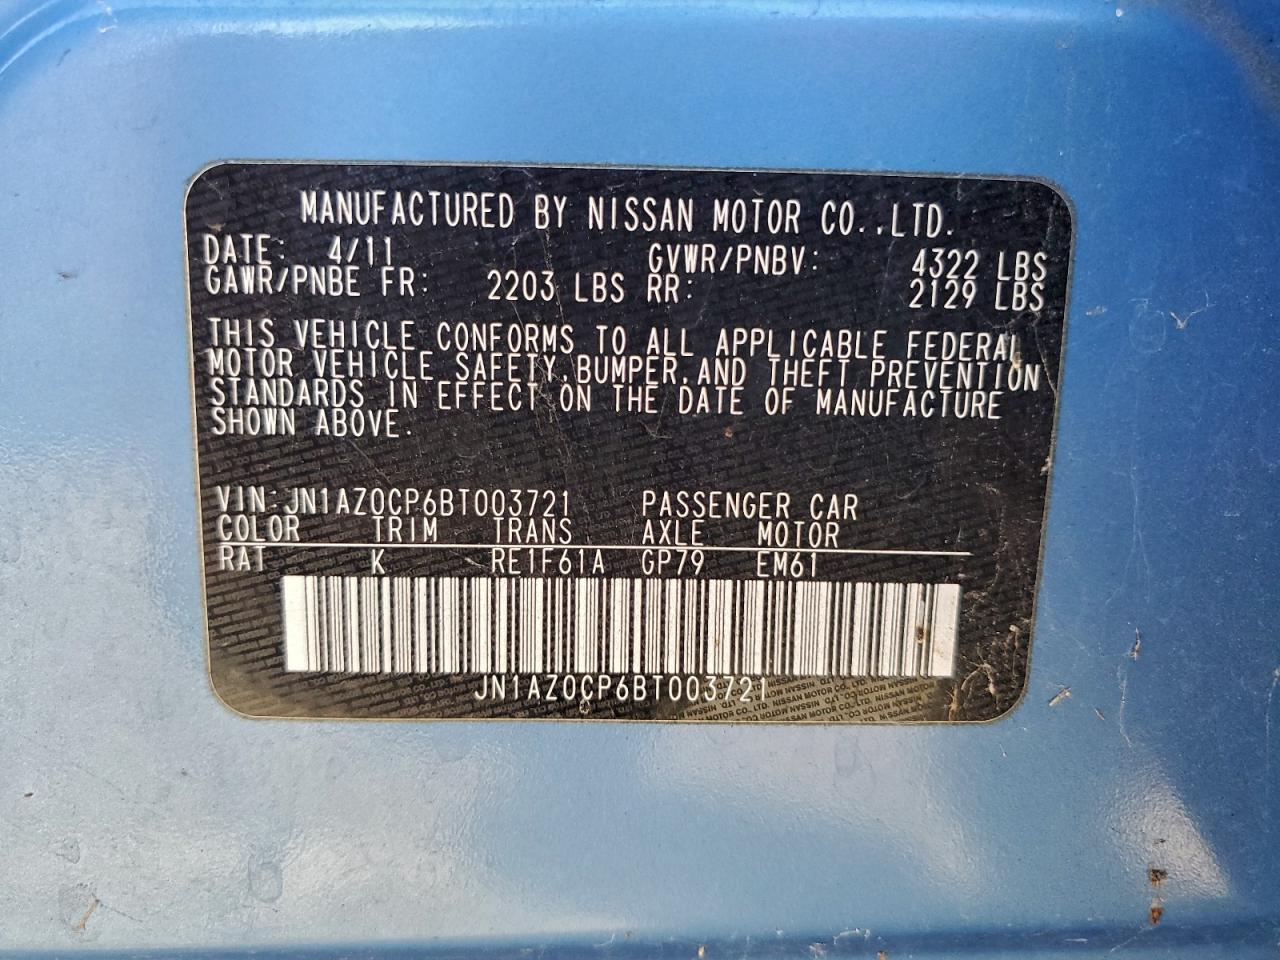 MANUFACTURED BY NISSAN MOTOR CO.,LTD.
DATE: 4/11 GVWR/PNBV: 4322 LBS
GAWR/PNBE FR: 2203 LBS RR: 2129 LBS
THIS VEHICLE CONFORMS TO ALL APPLICABLE FEDERAL
MOTOR VEHICLE SAFETY,BUMPER,AND THEFT PREVENTION
STANDARDS IN EFFECT ON THE DATE OF MANUFACTURE
SHOWN ABOVE.
VIN:JN1AZ0CP6BT003721 PASSENGER CAR
COLOR TRIM TRANS AXLE MOTOR
RAT K RE1F61A GP79 EM61
JN1AZ0CP6BT003721